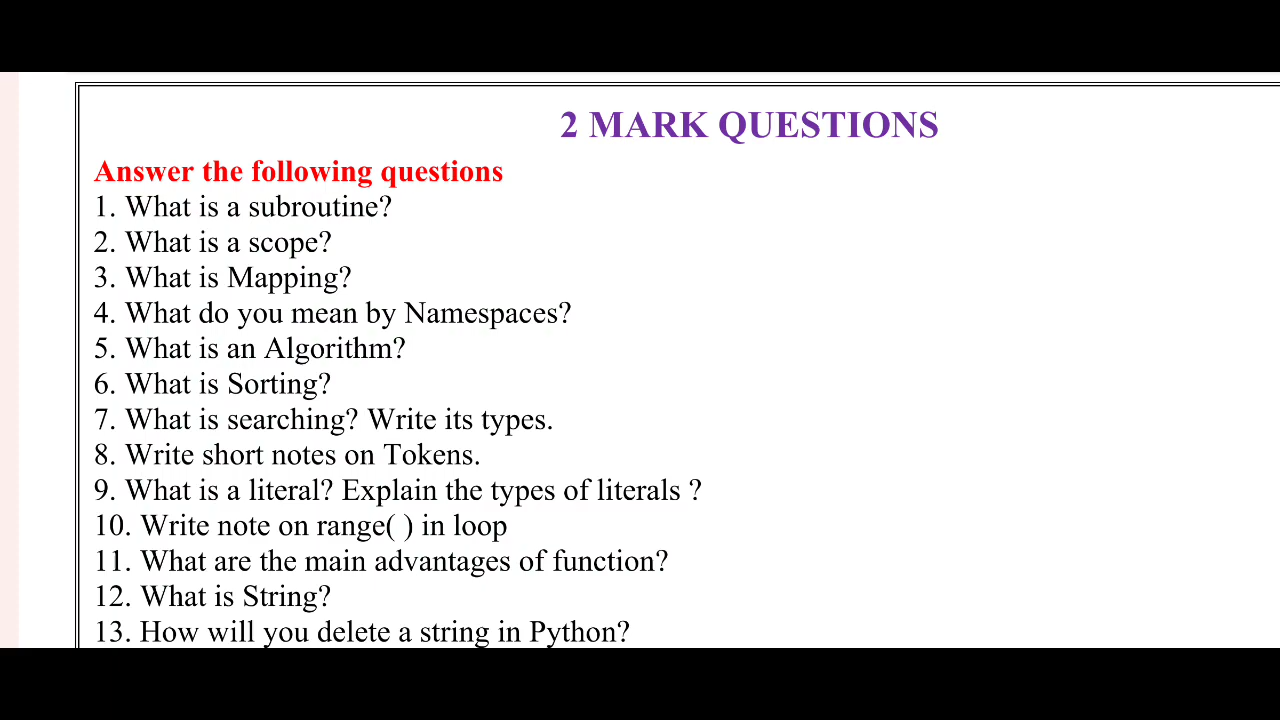 2 MARK QUESTIONS
Answer the following questions
1. What is a subroutine?
2. What is a scope?
3. What is Mapping?
4. What do you mean by Namespaces?
5. What is an Algorithm?
6. What is Sorting?
7. What is searching? Write its types.
8. Write short notes on Tokens.
9. What is a literal? Explain the types of literals ?
10. Write note on range( ) in loop
11. What are the main advantages of function?
12. What is String?
13. How will you delete a string in Python?